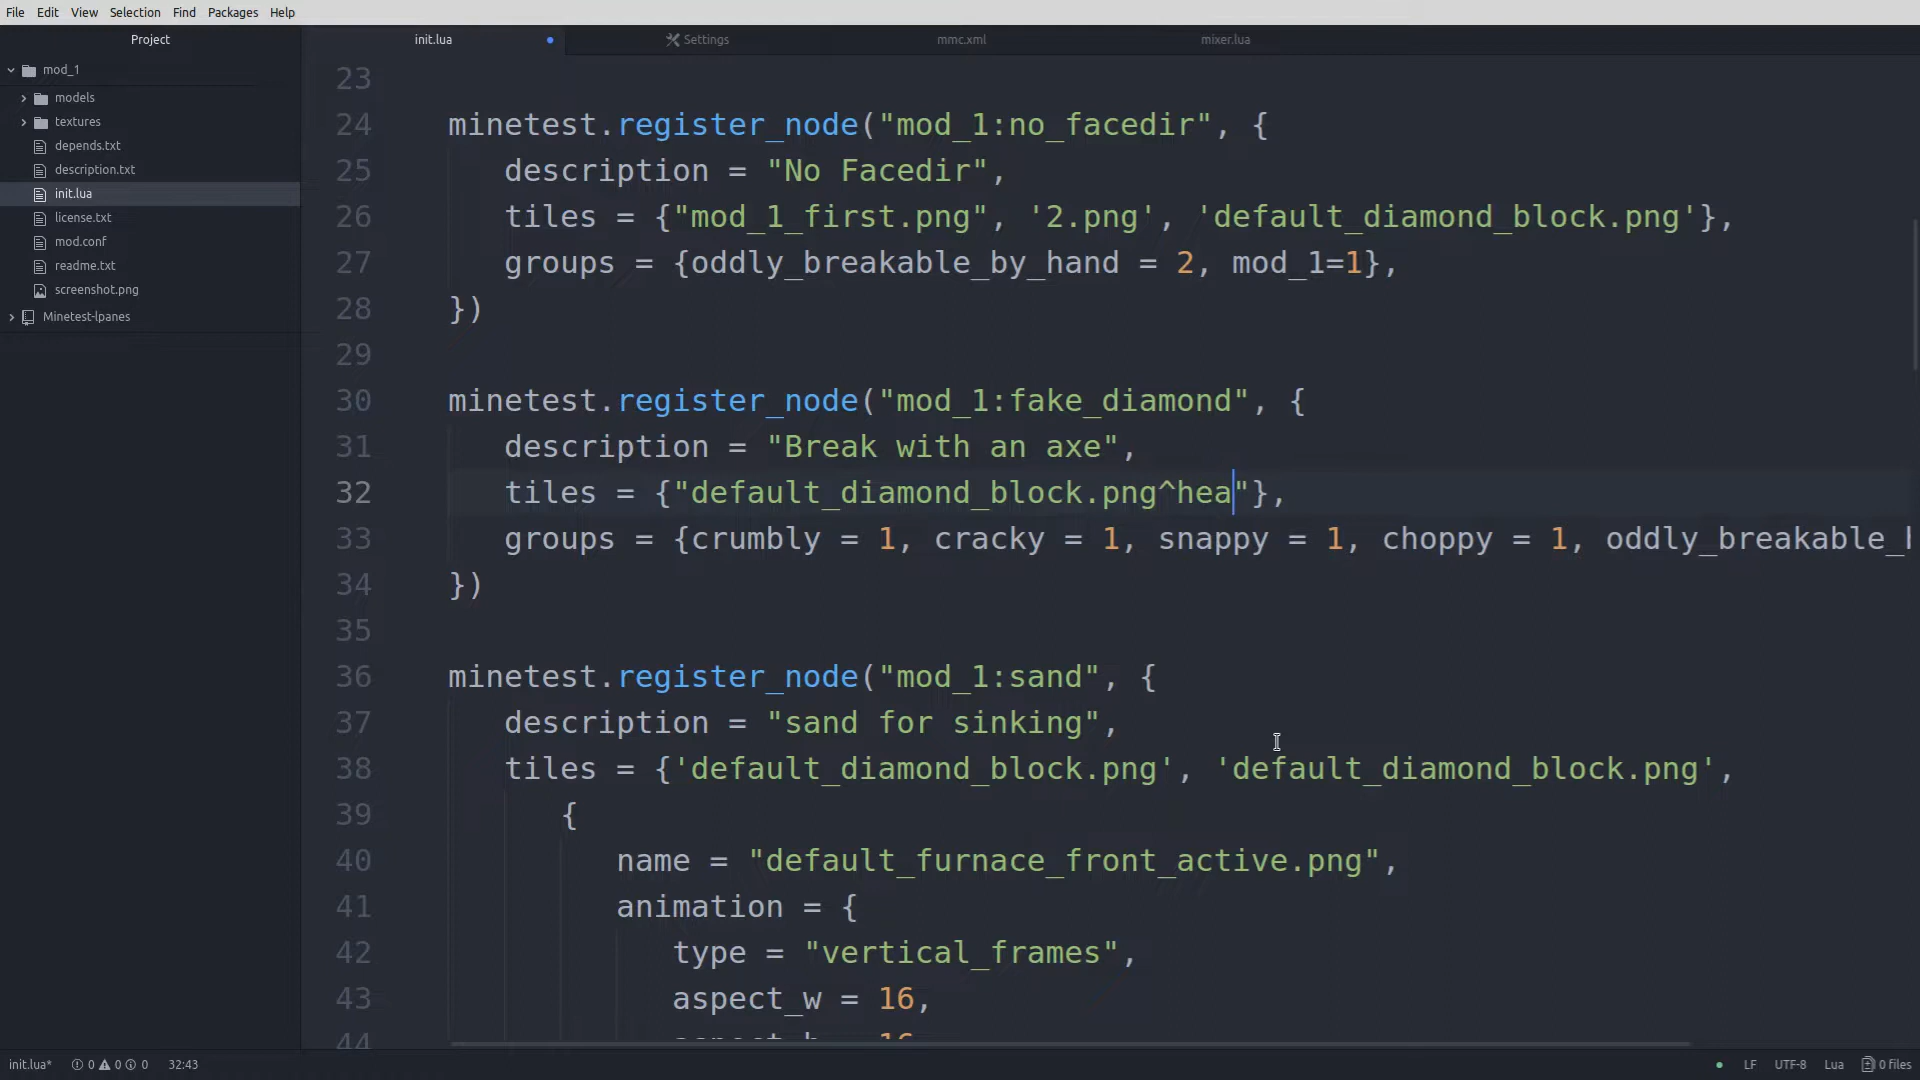 File Edit View Selection Find Packages Help
Project
init.lua
Settings
mmc.xml
mixer.lua
mod_1
models
textures
depends.txt
description.txt
init.lua
license.txt
mod.conf
readme.txt
screenshot.png
Minetest-lpanes
23
24 minetest.register_node("mod_1:no_facedir", {
25 description = "No Facedir",
26 tiles = {"mod_1_first.png", '2.png', 'default_diamond_block.png'},
27 groups = {oddly_breakable_by_hand = 2, mod_1=1},
28 })
29
30 minetest.register_node("mod_1:fake_diamond", {
31 description = "Break with an axe",
32 tiles = {"default_diamond_block.png^hea"},
33 groups = {crumbly = 1, cracky = 1, snappy = 1, choppy = 1, oddly_breakable_
34 })
35
36 minetest.register_node("mod_1:sand", {
37 description = "sand for sinking",
38 tiles = {'default_diamond_block.png', 'default_diamond_block.png',
39 {
40 name = "default_furnace_front_active.png",
41 animation = {
42 type = "vertical_frames",
43 aspect_w = 16,
44
init.lua* 0 0 0 32:43 LF UTF-8 Lua 0 files